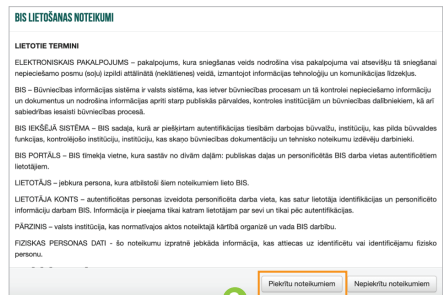 BIS LIETOŠANAS NOTEIKUMI
LIETOTIE TERMINI
ELEKTRONISKAIS PAKALPOJUMS – pakalpojums, kura sniegšanas veids nodrošina visa pakalpojuma vai atsevišķu tā sniegšanai
nepieciešamo posmu (soļu) izpildi attālinātā (neklātienes) veidā, izmantojot informācijas tehnoloģiju un komunikācijas līdzekļus.
BIS – Būvniecības informācijas sistēma ir valsts sistēma, kas ietver būvniecības procesam un tā kontrolei nepieciešamo informāciju
un dokumentus un nodrošina informācijas apriti starp publiskās pārvaldes, kontroles institūcijām un būvniecības dalībniekiem, kā arī
sabiedrības iesaisti būvniecības procesā.
BIS IEKŠĒJĀ SISTĒMA – BIS sadaļa, kurā ar piešķirtam autentifikācijas tiesībām darbojas būvvalžu, institūciju, kas pilda būvvaldes
funkcijas, kontrolējošo institūciju, institūciju, kas skaņo būvniecības dokumentāciju un tehnisko noteikumu izdevēju darbinieki.
BIS PORTĀLS – BIS tīmekļa vietne, kura sastāv no divām daļām: publiskas daļas un personificētās BIS darba vietas autentificētiem
lietotājiem.
LIETOTĀJS – jebkura persona, kura atbilstoši šiem noteikumiem lieto BIS.
LIETOTĀJA KONTS – autentificētas personas izveidota personificēta darba vieta, kas satur lietotāja identifikācijas un personificēto
informāciju darbam BIS. Informācija ir pieejama tikai katram lietotājam par sevi un tikai pēc autentifikācijas.
PĀRZINIS – valsts institūcija, kas normatīvajos aktos noteiktajā kārtībā organizē un vada BIS darbību.
FIZISKAS PERSONAS DATI - šo noteikumu izpratnē jebkāda informācija, kas attiecas uz identificētu vai identificējamu fizisko
personu.
Piekrītu noteikumiem
Nepiekrītu noteikumiem